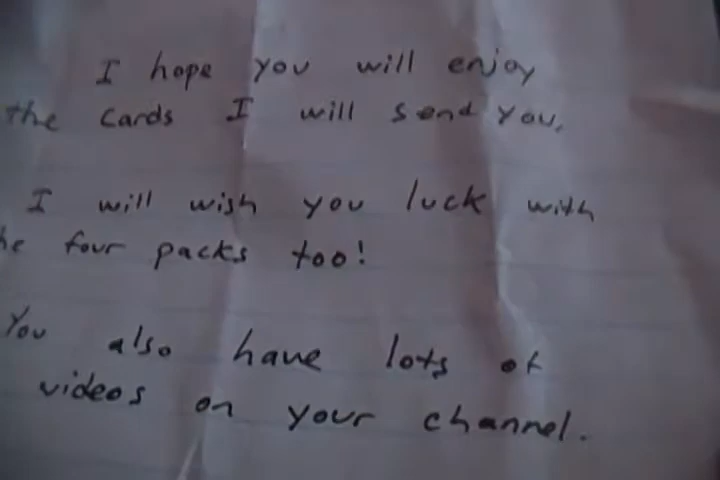 I hope you will enjoy
the cards I will send you.
I will wish you luck with
he four packs too!
You also have lots of
videos on your channel.